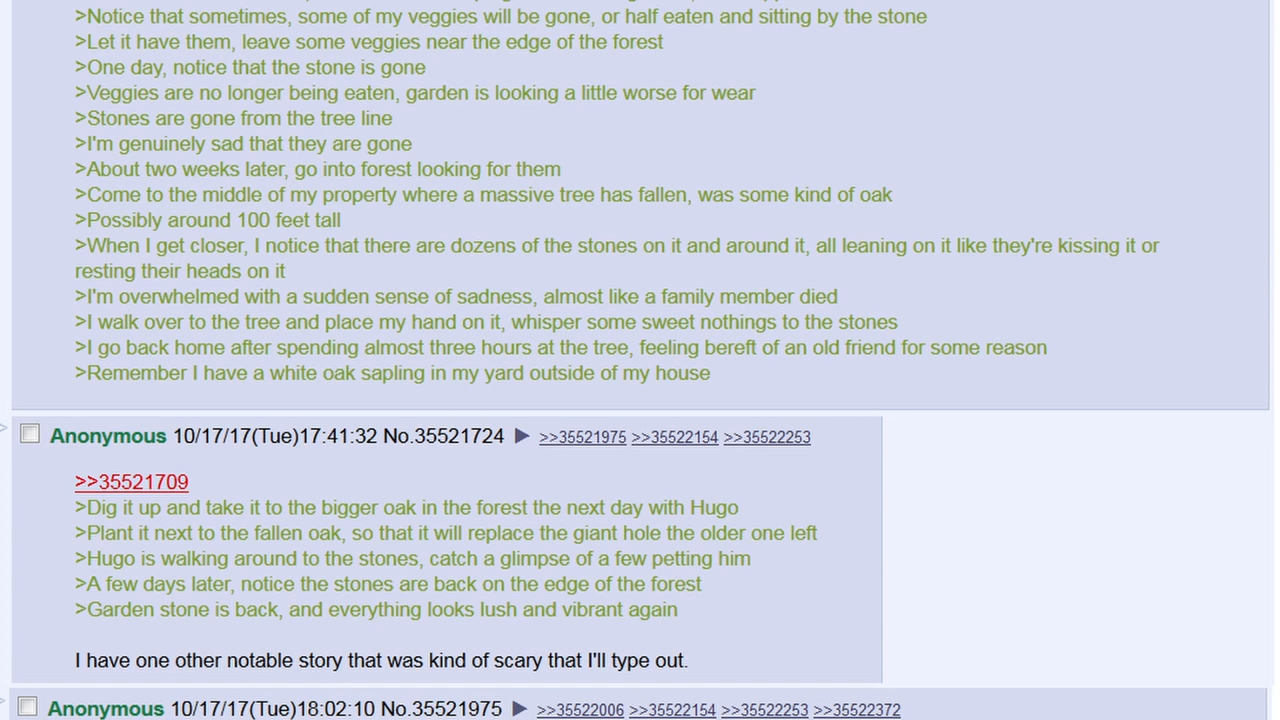 >Notice that sometimes, some of my veggies will be gone, or half eaten and sitting by the stone
>Let it have them, leave some veggies near the edge of the forest
>One day, notice that the stone is gone
>Veggies are no longer being eaten, garden is looking a little worse for wear
>Stones are gone from the tree line
>I'm genuinely sad that they are gone
>About two weeks later, go into forest looking for them
>Come to the middle of my property where a massive tree has fallen, was some kind of oak
>Possibly around 100 feet tall
>When I get closer, I notice that there are dozens of the stones on it and around it, all leaning on it like they're kissing it or
resting their heads on it
>I'm overwhelmed with a sudden sense of sadness, almost like a family member died
>I walk over to the tree and place my hand on it, whisper some sweet nothings to the stones
>I go back home after spending almost three hours at the tree, feeling bereft of an old friend for some reason
>Remember I have a white oak sapling in my yard outside of my house
Anonymous 10/17/17(Tue)17:41:32 No.35521724 ▶ >>35521975 >>35522154 >>35522253
>>35521709
>Dig it up and take it to the bigger oak in the forest the next day with Hugo
>Plant it next to the fallen oak, so that it will replace the giant hole the older one left
>Hugo is walking around to the stones, catch a glimpse of a few petting him
>A few days later, notice the stones are back on the edge of the forest
>Garden stone is back, and everything looks lush and vibrant again
I have one other notable story that was kind of scary that I'll type out.
Anonymous 10/17/17(Tue)18:02:10 No.35521975 ▶ >>35522006 >>35522154 >>35522253 >>35522372